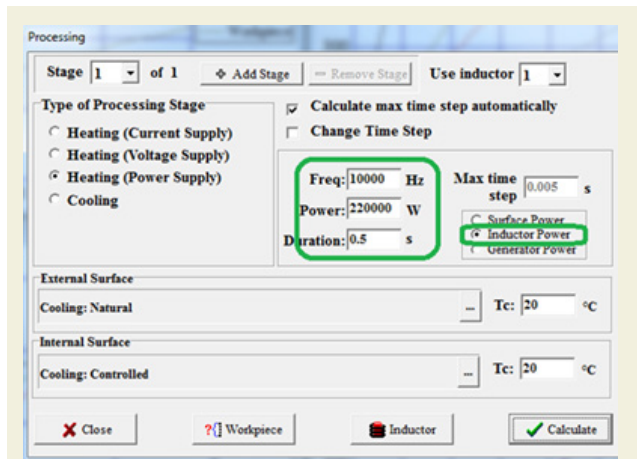 Processing
Stage 1 of 1 Add Stage Remove Stage Use inductor 1
Type of Processing Stage
Heating (Current Supply)
Heating (Voltage Supply)
Heating (Power Supply)
Cooling
Calculate max time step automatically
Change Time Step
Freq: 10000 Hz
Power: 220000 W
Duration: 0.5 s
Max time step 0.005 s
Surface Power
Inductor Power
Generator Power
External Surface
Cooling: Natural ... Tc: 20 °C
Internal Surface
Cooling: Controlled ... Tc: 20 °C
Close ?{] Workpiece Inductor Calculate